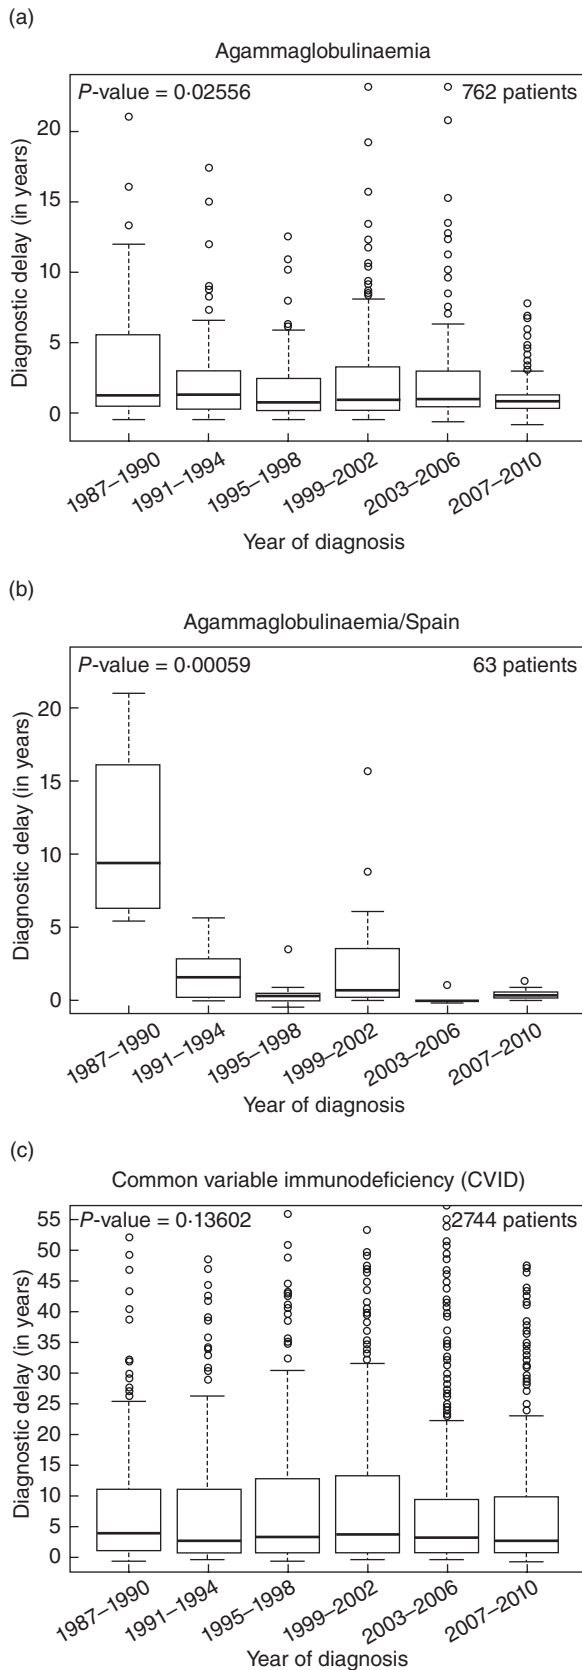 (a)
Agammaglobulinaemia
P-value = 0·02556 762 patients
20
15
10
5
0
Diagnostic delay (in years)
1987–1990 1991–1994 1995–1998 1999–2002 2003–2006 2007–2010
Year of diagnosis
(b)
Agammaglobulinaemia/Spain
P-value = 0·00059 63 patients
20
15
10
5
0
Diagnostic delay (in years)
1987–1990 1991–1994 1995–1998 1999–2002 2003–2006 2007–2010
Year of diagnosis
(c)
Common variable immunodeficiency (CVID)
P-value = 0·13602 2744 patients
55
50
45
40
35
30
25
20
15
10
5
0
Diagnostic delay (in years)
1987–1990 1991–1994 1995–1998 1999–2002 2003–2006 2007–2010
Year of diagnosis